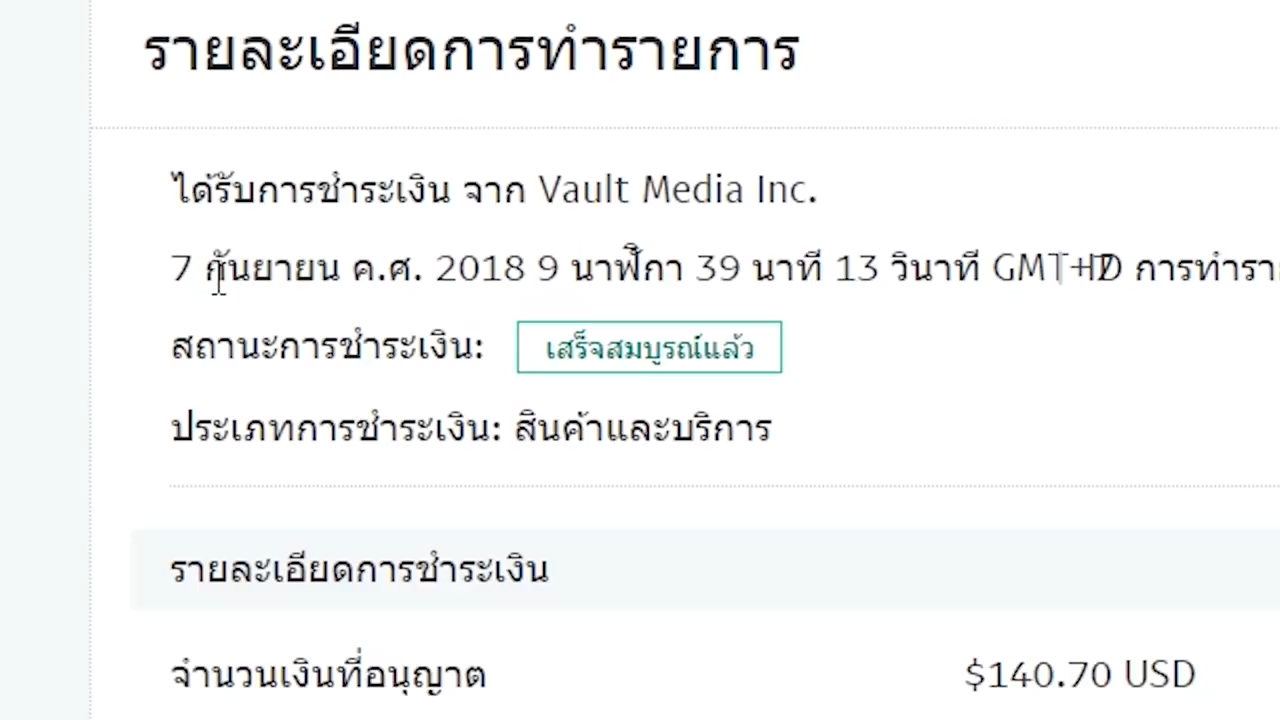 รายละเอียดการทำรายการ
ได้รับการชำระเงิน จาก Vault Media Inc.
7 กันยายน ค.ศ. 2018 9 นาฬิกา 39 นาที 13 วินาที
สถานะการชำระเงิน: เสร็จสมบูรณ์แล้ว
ประเภทการชำระเงิน: สินค้าและบริการ
รายละเอียดการชำระเงิน
จำนวนเงินที่อนุญาต $140.70 USD